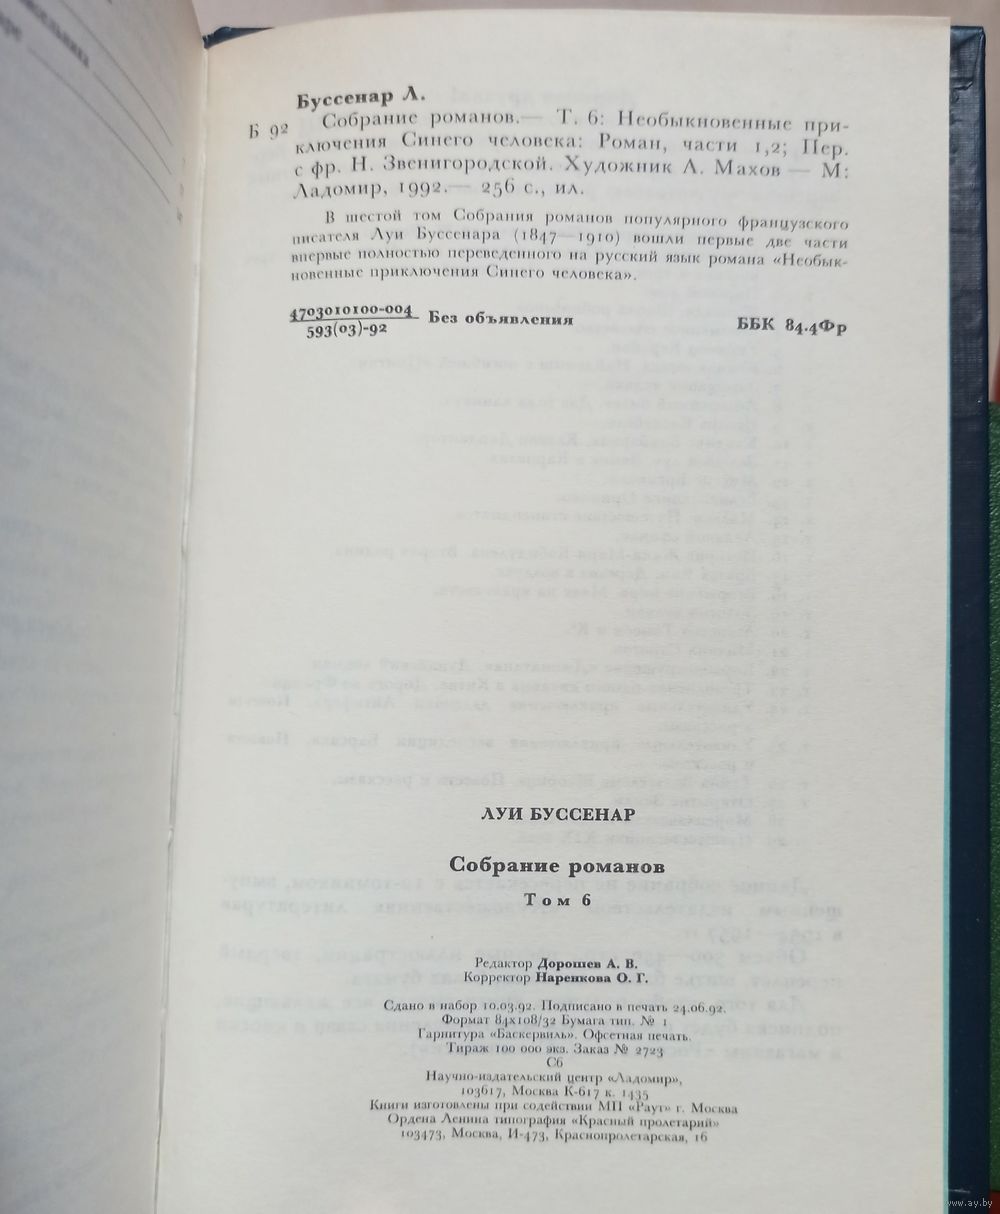 Буссенар Л.
Б 92
Собрание романов.— Т. 6: Необыкновенные при-
ключения Синего человека: Роман, части 1,2; Пер.
с фр. Н. Звенигородской. Художник А. Махов — М:
Ладомир, 1992.— 256 с., ил.
В шестой том Собрания романов популярного французского
писателя Луи Буссенара (1847—1910) вошли первые две части
впервые полностью переведенного на русский язык романа «Необык-
новенные приключения Синего человека».
4703010100-004
593(03)-92
Без объявления
ББК 84.4Фр
ЛУИ БУССЕНАР
Собрание романов
Том 6
Редактор Дорошев А. В.
Корректор Наренкова О. Г.
Сдано в набор 10.03.92. Подписано в печать 24.06.92.
Формат 84х108/32 Бумага тип. № 1
Гарнитура «Баскервиль». Офсетная печать.
Тираж 100 000 экз. Заказ № 2723
С6
Научно-издательский центр «Ладомир»,
103617, Москва К-617 к. 1435
Книги изготовлены при содействии МП «Раут» г. Москва
Ордена Ленина типография «Красный пролетарий»
103473, Москва, И-473, Краснопролетарская, 16
www.ay.by